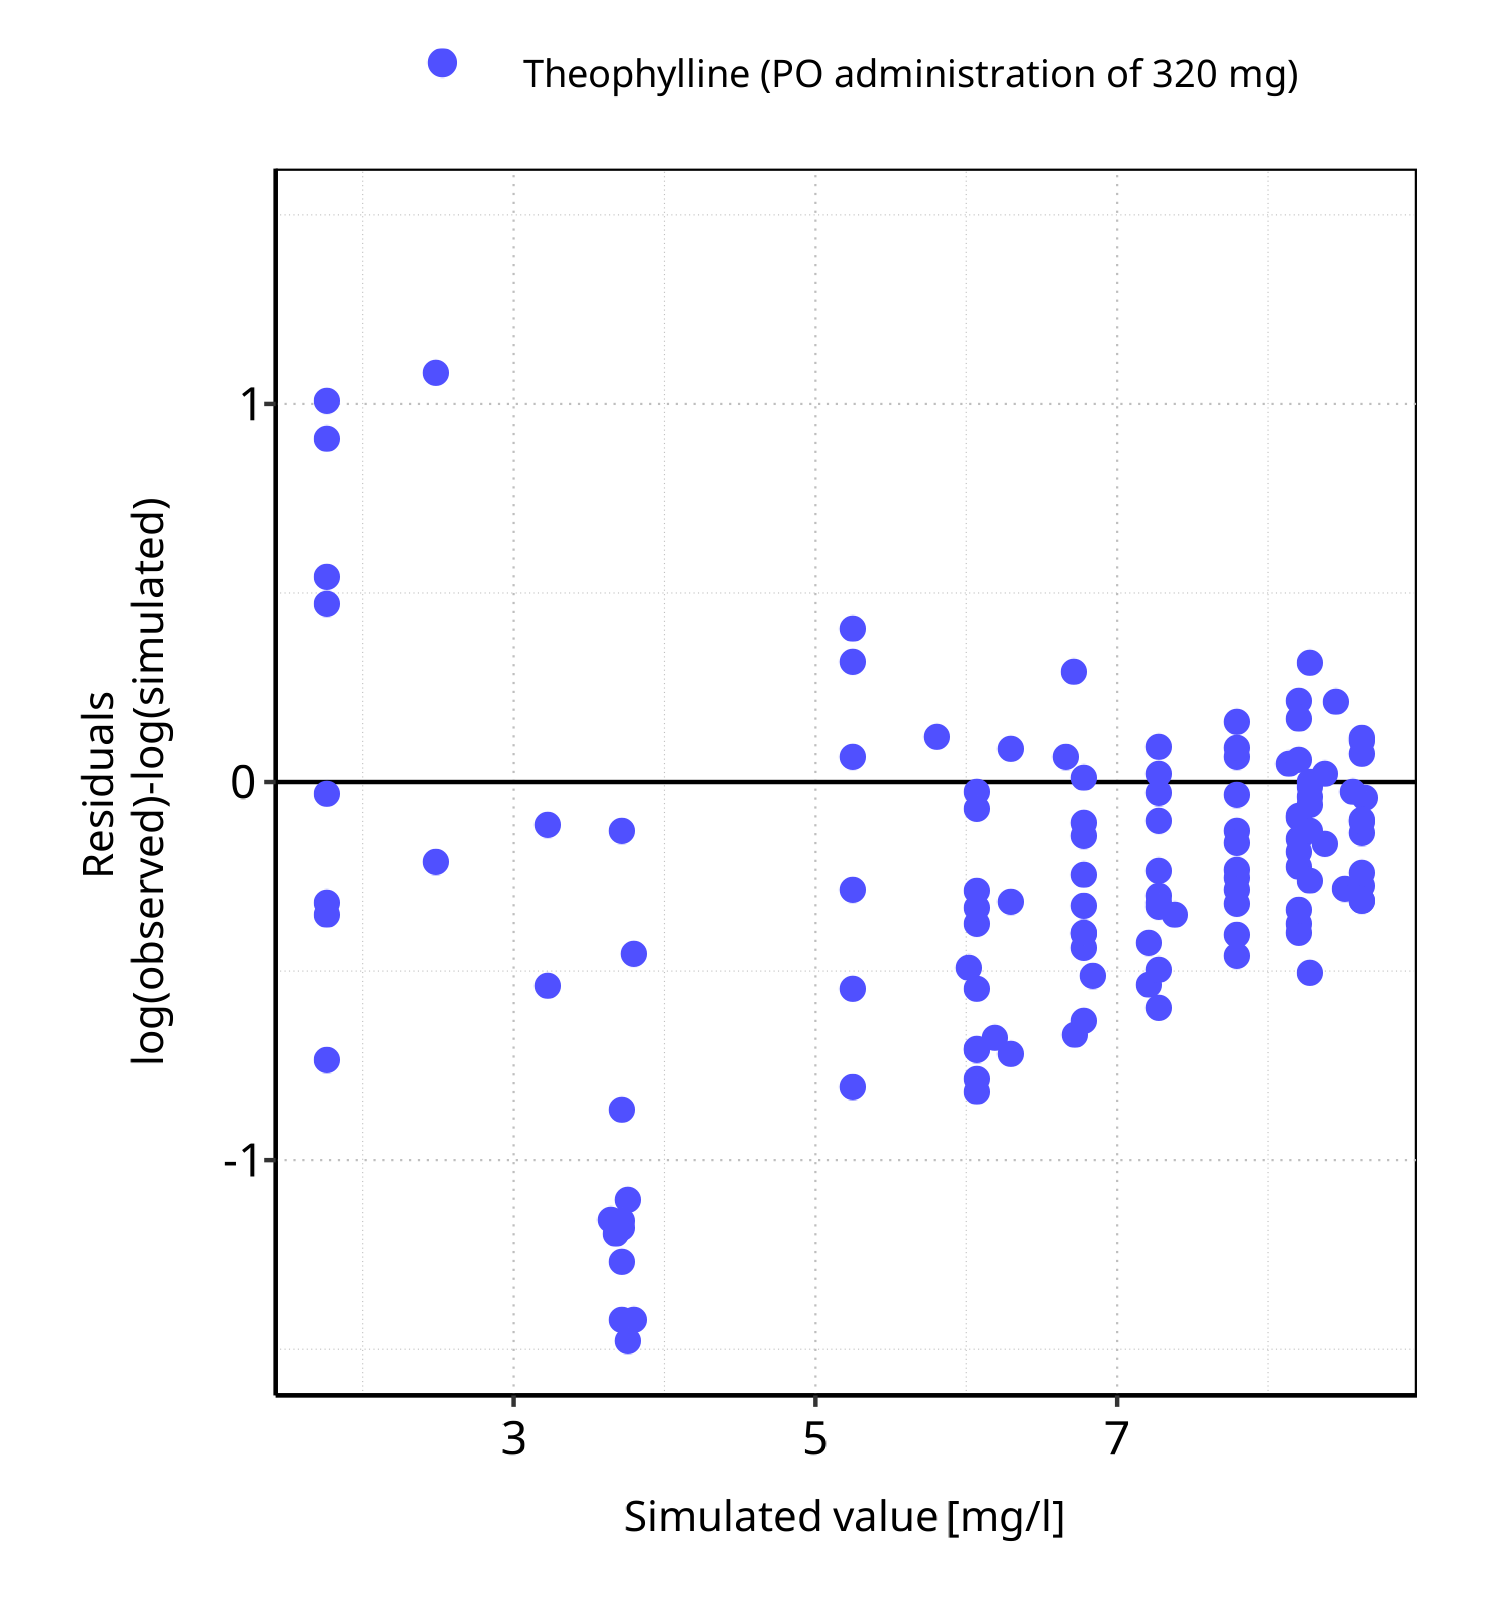 Theophylline (PO administration of 320 mg)
Residuals
log(observed)-log(simulated)
1
0
-1
3
5
7
Simulated value [mg/l]